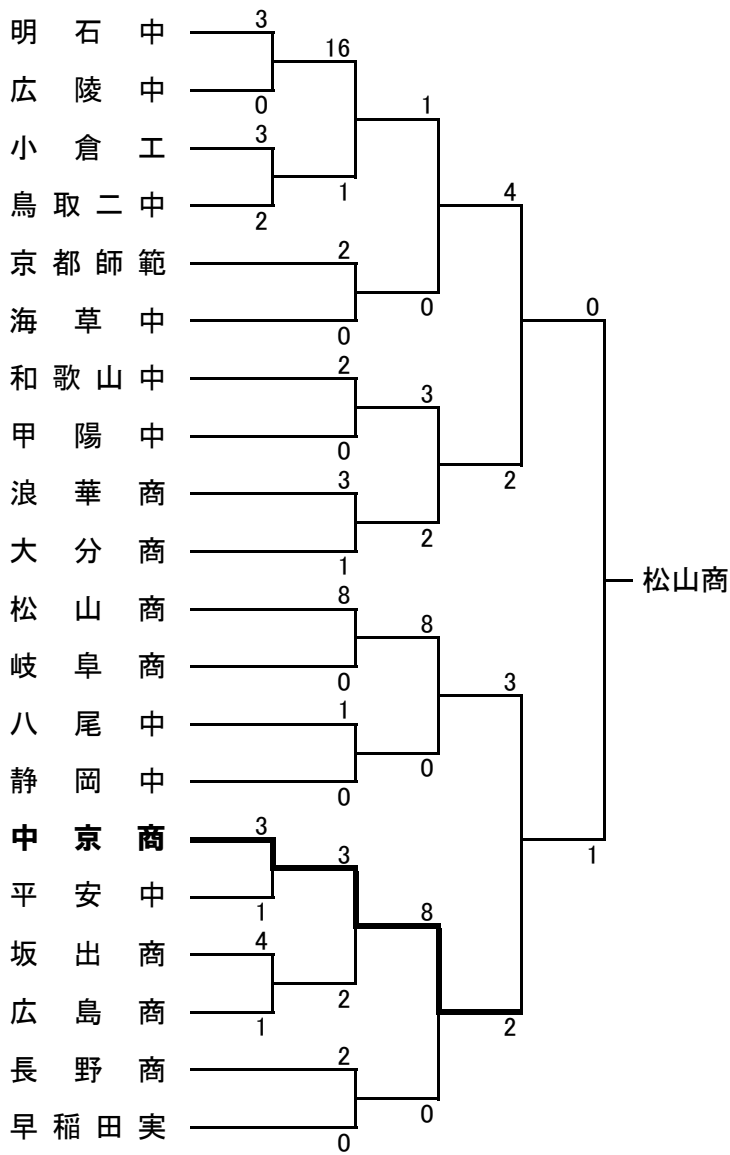 明石中
3
16
広陵中
0
1
小倉工
3
鳥取二中
2
1
4
京都師範
2
海草中
0
0
0
和歌山中
2
3
甲陽中
0
浪華商
3
2
大分商
1
2
松山商
松山商
8
8
岐阜商
0
3
八尾中
1
静岡中
0
0
中京商
3
3
1
平安中
1
8
坂出商
4
広島商
1
2
2
長野商
2
早稲田実
0
0